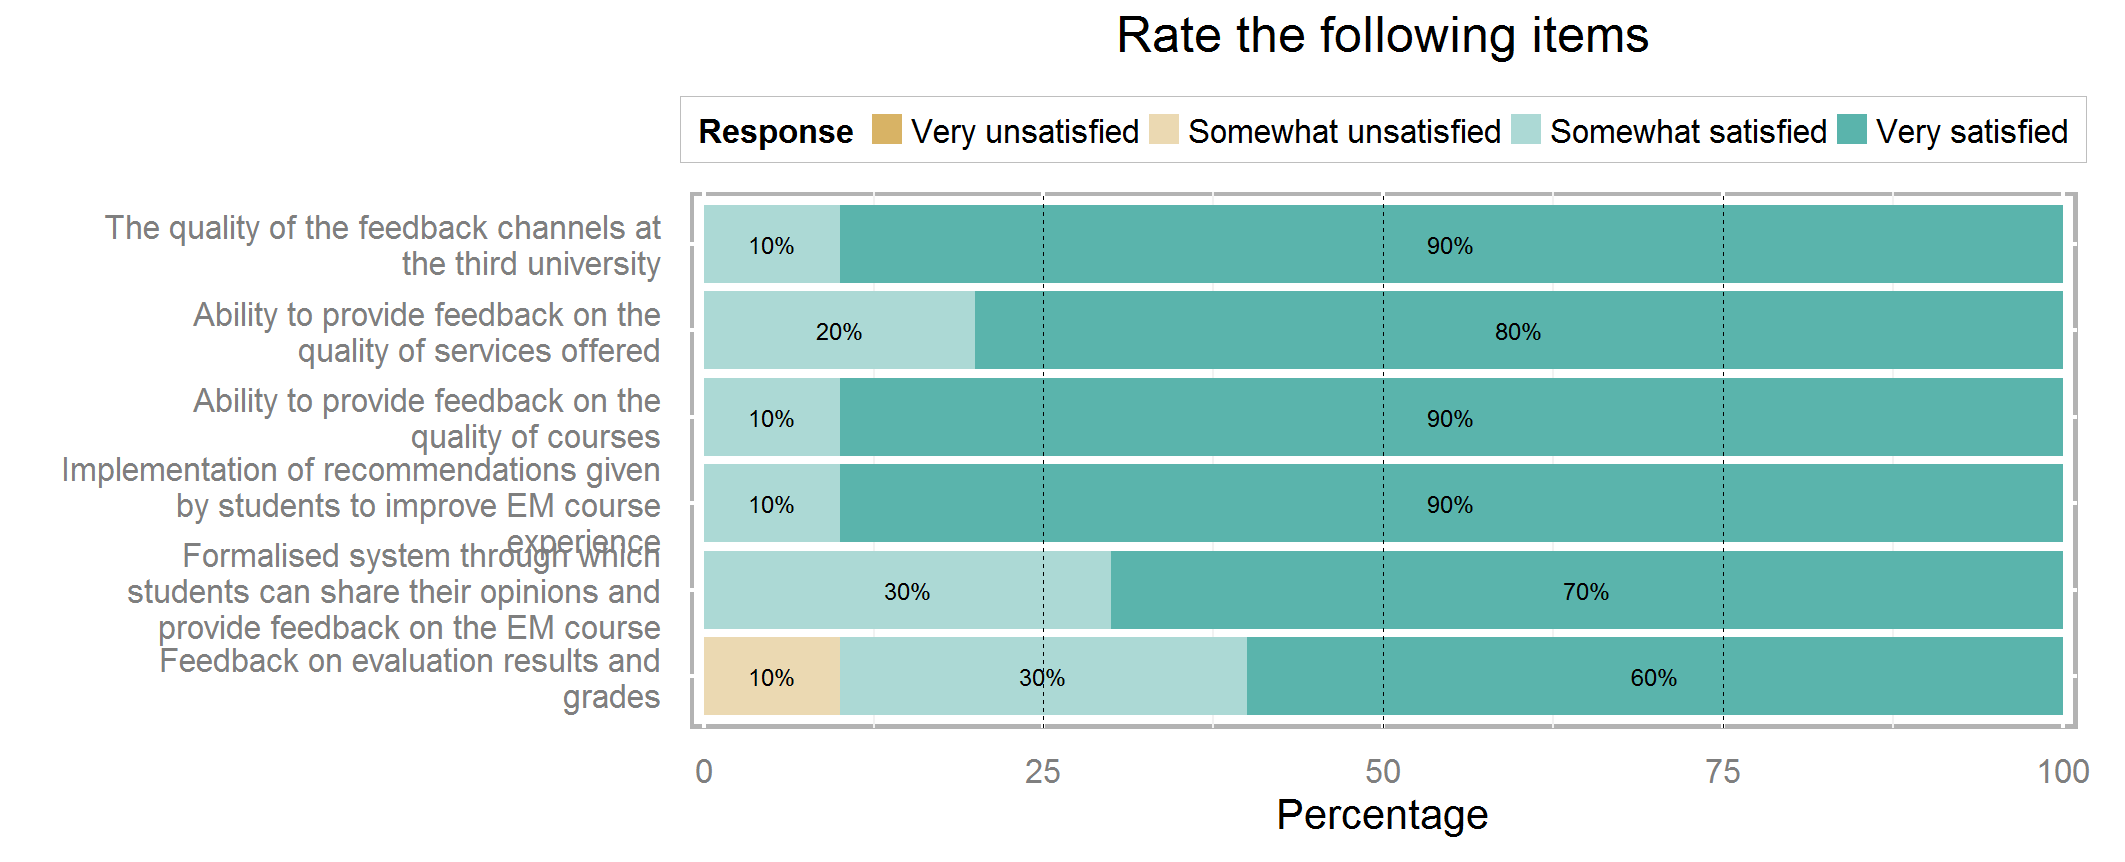 Rate the following items
Response Very unsatisfied Somewhat unsatisfied Somewhat satisfied Very satisfied
The quality of the feedback channels at
the third university
10% 90%
Ability to provide feedback on the
quality of services offered
20% 80%
Ability to provide feedback on the
quality of courses
10% 90%
Implementation of recommendations given
by students to improve EM course
experience
10% 90%
Formalised system through which
students can share their opinions and
provide feedback on the EM course
30% 70%
Feedback on evaluation results and
grades
10% 30% 60%
0 25 50 75 100
Percentage